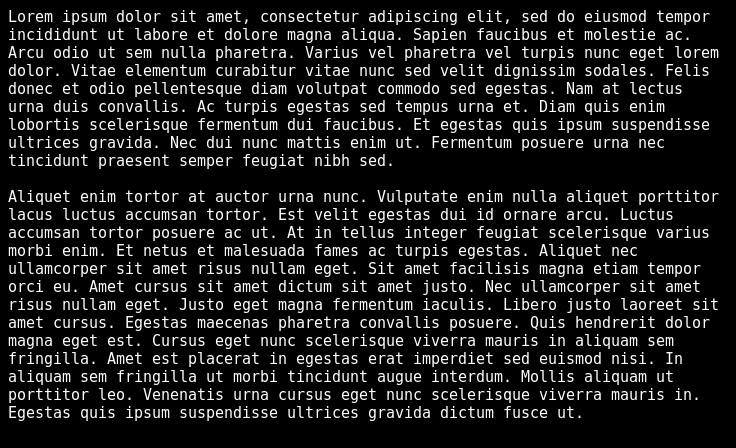 Lorem ipsum dolor sit amet, consectetur adipiscing elit, sed do eiusmod tempor
incididunt ut labore et dolore magna aliqua. Sapien faucibus et molestie ac.
Arcu odio ut sem nulla pharetra. Varius vel pharetra vel turpis nunc eget lorem
dolor. Vitae elementum curabitur vitae nunc sed velit dignissim sodales. Felis
donec et odio pellentesque diam volutpat commodo sed egestas. Nam at lectus
urna duis convallis. Ac turpis egestas sed tempus urna et. Diam quis enim
lobortis scelerisque fermentum dui faucibus. Et egestas quis ipsum suspendisse
ultrices gravida. Nec dui nunc mattis enim ut. Fermentum posuere urna nec
tincidunt praesent semper feugiat nibh sed.

Aliquet enim tortor at auctor urna nunc. Vulputate enim nulla aliquet porttitor
lacus luctus accumsan tortor. Est velit egestas dui id ornare arcu. Luctus
accumsan tortor posuere ac ut. At in tellus integer feugiat scelerisque varius
morbi enim. Et netus et malesuada fames ac turpis egestas. Aliquet nec
ullamcorper sit amet risus nullam eget. Sit amet facilisis magna etiam tempor
orci eu. Amet cursus sit amet dictum sit amet justo. Nec ullamcorper sit amet
risus nullam eget. Justo eget magna fermentum iaculis. Libero justo laoreet sit
amet cursus. Egestas maecenas pharetra convallis posuere. Quis hendrerit dolor
magna eget est. Cursus eget nunc scelerisque viverra mauris in aliquam sem
fringilla. Amet est placerat in egestas erat imperdiet sed euismod nisi. In
aliquam sem fringilla ut morbi tincidunt augue interdum. Mollis aliquam ut
porttitor leo. Venenatis urna cursus eget nunc scelerisque viverra mauris in.
Egestas quis ipsum suspendisse ultrices gravida dictum fusce ut.